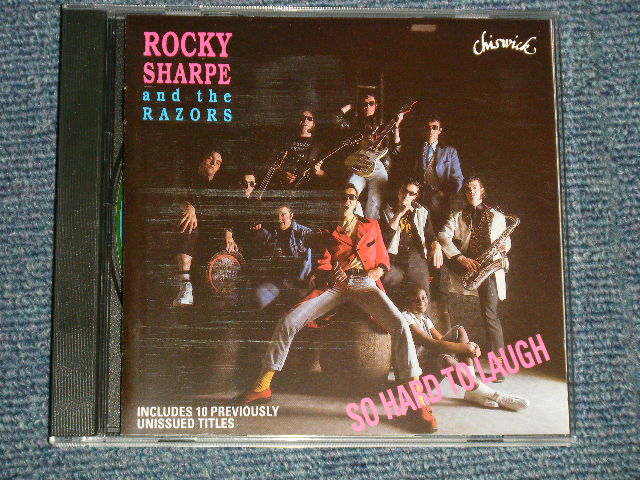 ROCKY
SHARPE
and the
RAZORS
chiswick
SO HARD TO LAUGH
INCLUDES 10 PREVIOUSLY
UNISSUED TITLES